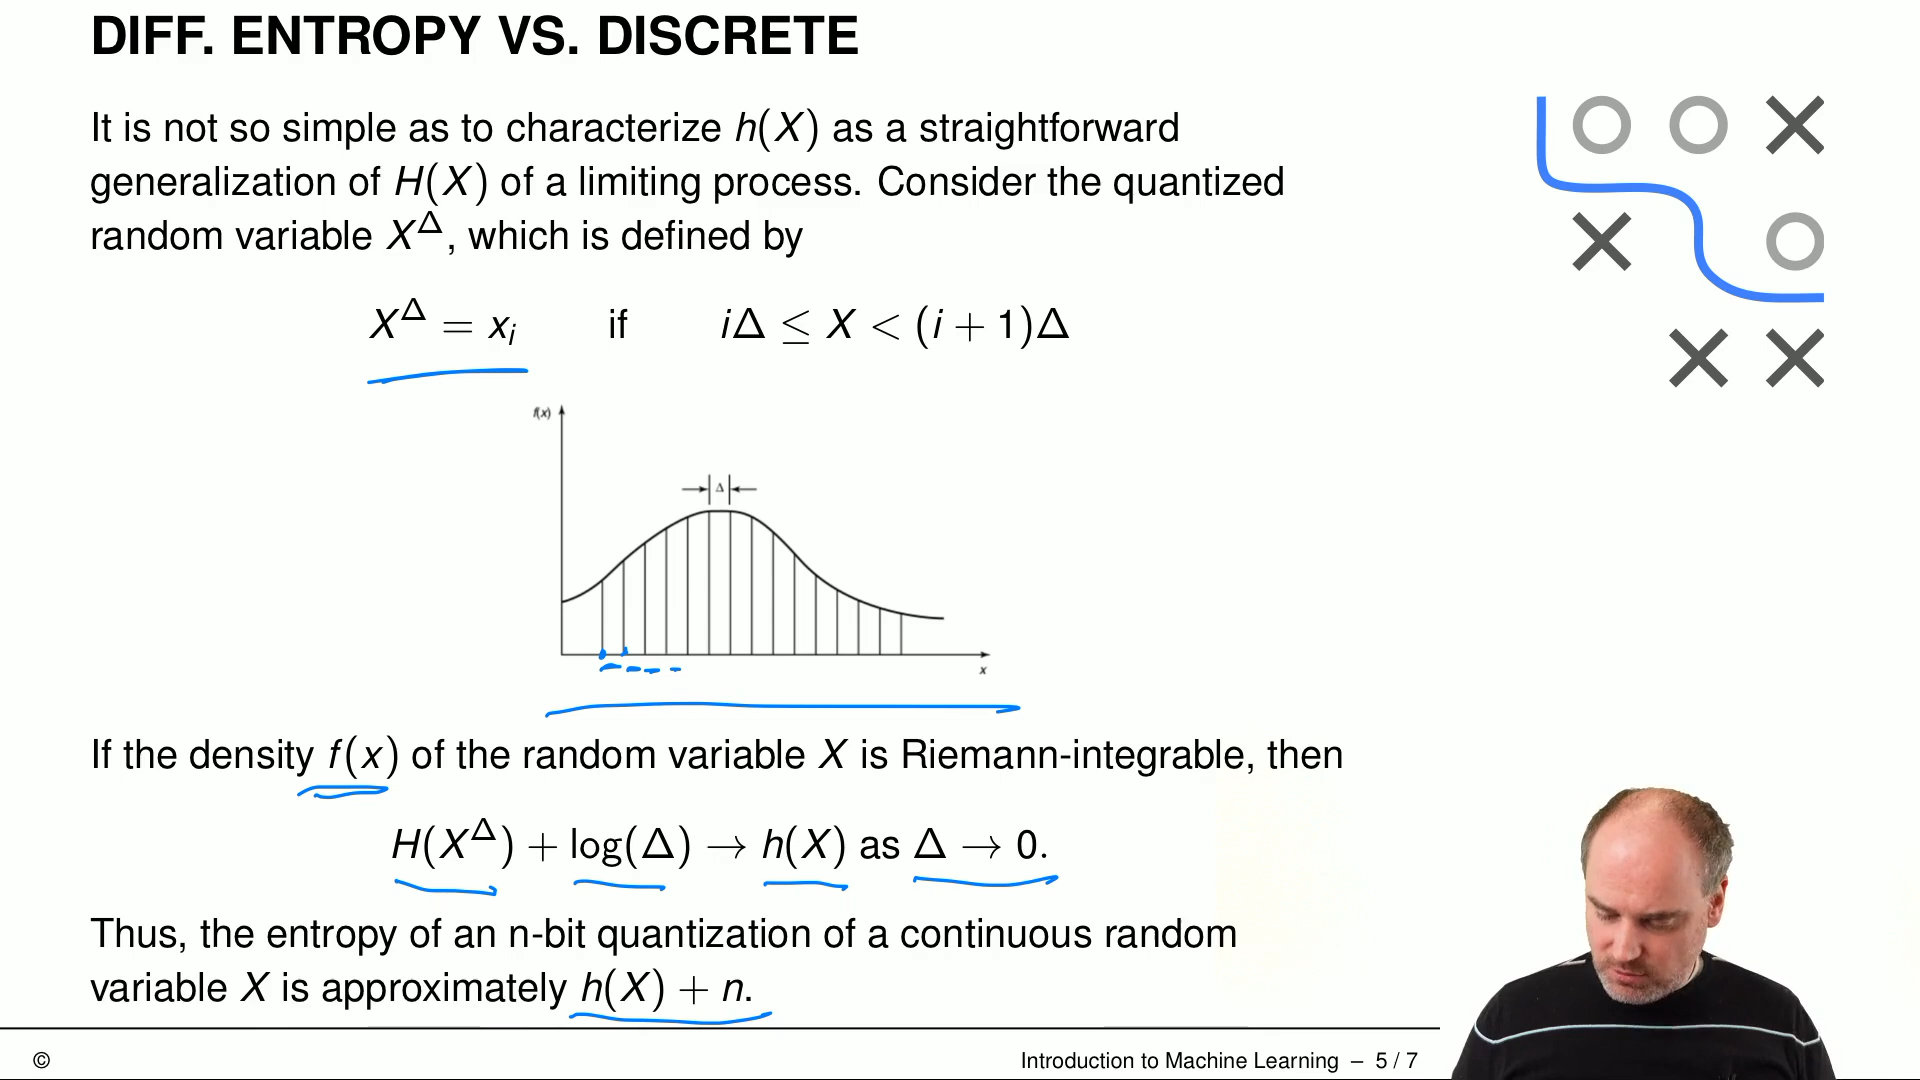 DIFF. ENTROPY VS. DISCRETE
It is not so simple as to characterize h(X) as a straightforward
generalization of H(X) of a limiting process. Consider the quantized
random variable X^Δ, which is defined by
X^Δ = x_i if iΔ ≤ X < (i + 1)Δ
f(x)
Δ
x
If the density f(x) of the random variable X is Riemann-integrable, then
H(X^Δ) + log(Δ) → h(X) as Δ → 0.
Thus, the entropy of an n-bit quantization of a continuous random
variable X is approximately h(X) + n.
© Introduction to Machine Learning – 5 / 7